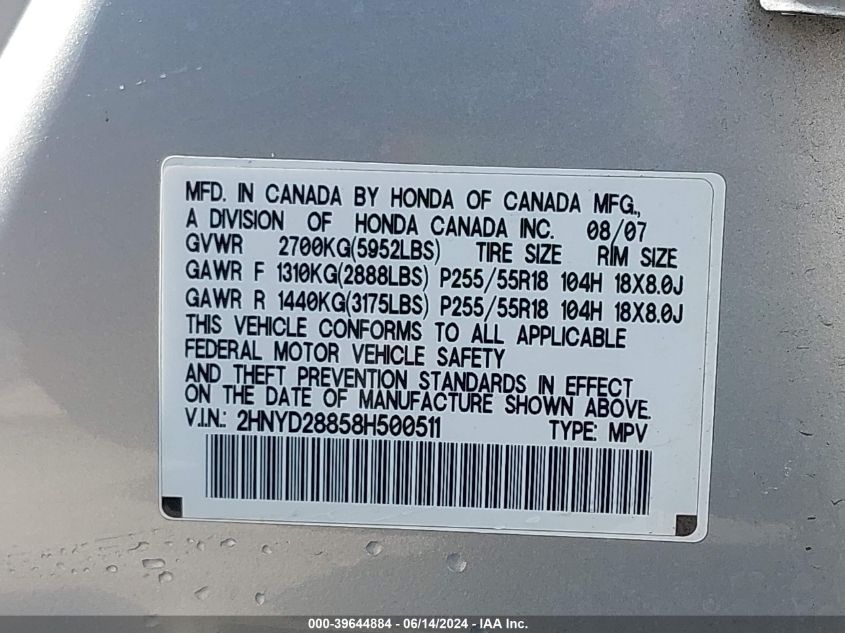 MFD. IN CANADA BY HONDA OF CANADA MFG.,
A DIVISION OF HONDA CANADA INC. 08/07
GVWR 2700KG(5952LBS) TIRE SIZE RIM SIZE
GAWR F 1310KG(2888LBS) P255/55R18 104H 18X8.0J
GAWR R 1440KG(3175LBS) P255/55R18 104H 18X8.0J
THIS VEHICLE CONFORMS TO ALL APPLICABLE
FEDERAL MOTOR VEHICLE SAFETY
AND THEFT PREVENTION STANDARDS IN EFFECT
ON THE DATE OF MANUFACTURE SHOWN ABOVE.
V.I.N.: 2HNYD28858H500511 TYPE: MPV
000-39644884 / 06/14/2024 - IAA Inc.